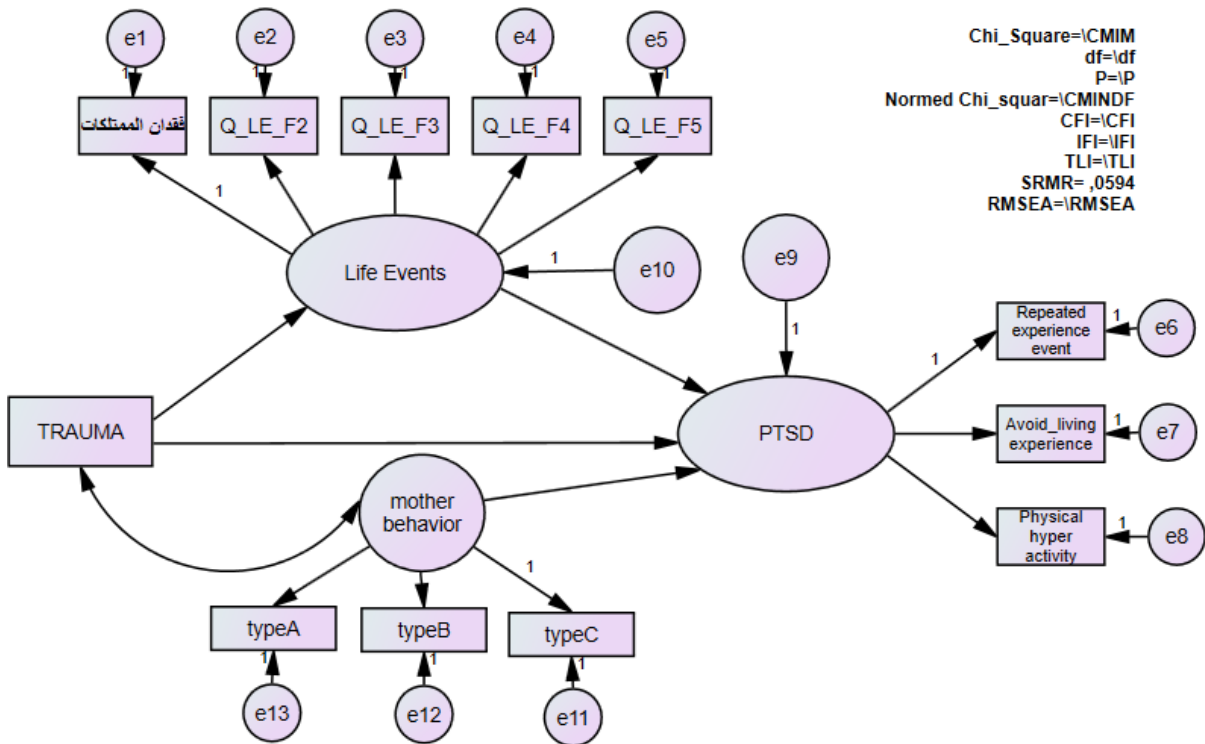 e1
e2
e3
e4
e5
1
1
1
1
1
فقدان الممتلكات
Q_LE_F2
Q_LE_F3
Q_LE_F4
Q_LE_F5
Chi_Square=\CMIM
df=\df
P=\P
Normed Chi_squar=\CMINDF
CFI=\CFI
IFI=\IFI
TLI=\TLI
SRMR= ,0594
RMSEA=\RMSEA
1
Life Events
1
e10
e9
1
Repeated
experience
event
1
e6
1
TRAUMA
PTSD
Avoid_living
experience
1
e7
mother
behavior
Physical
hyper
activity
1
e8
1
typeA
typeB
typeC
1
1
1
e13
e12
e11